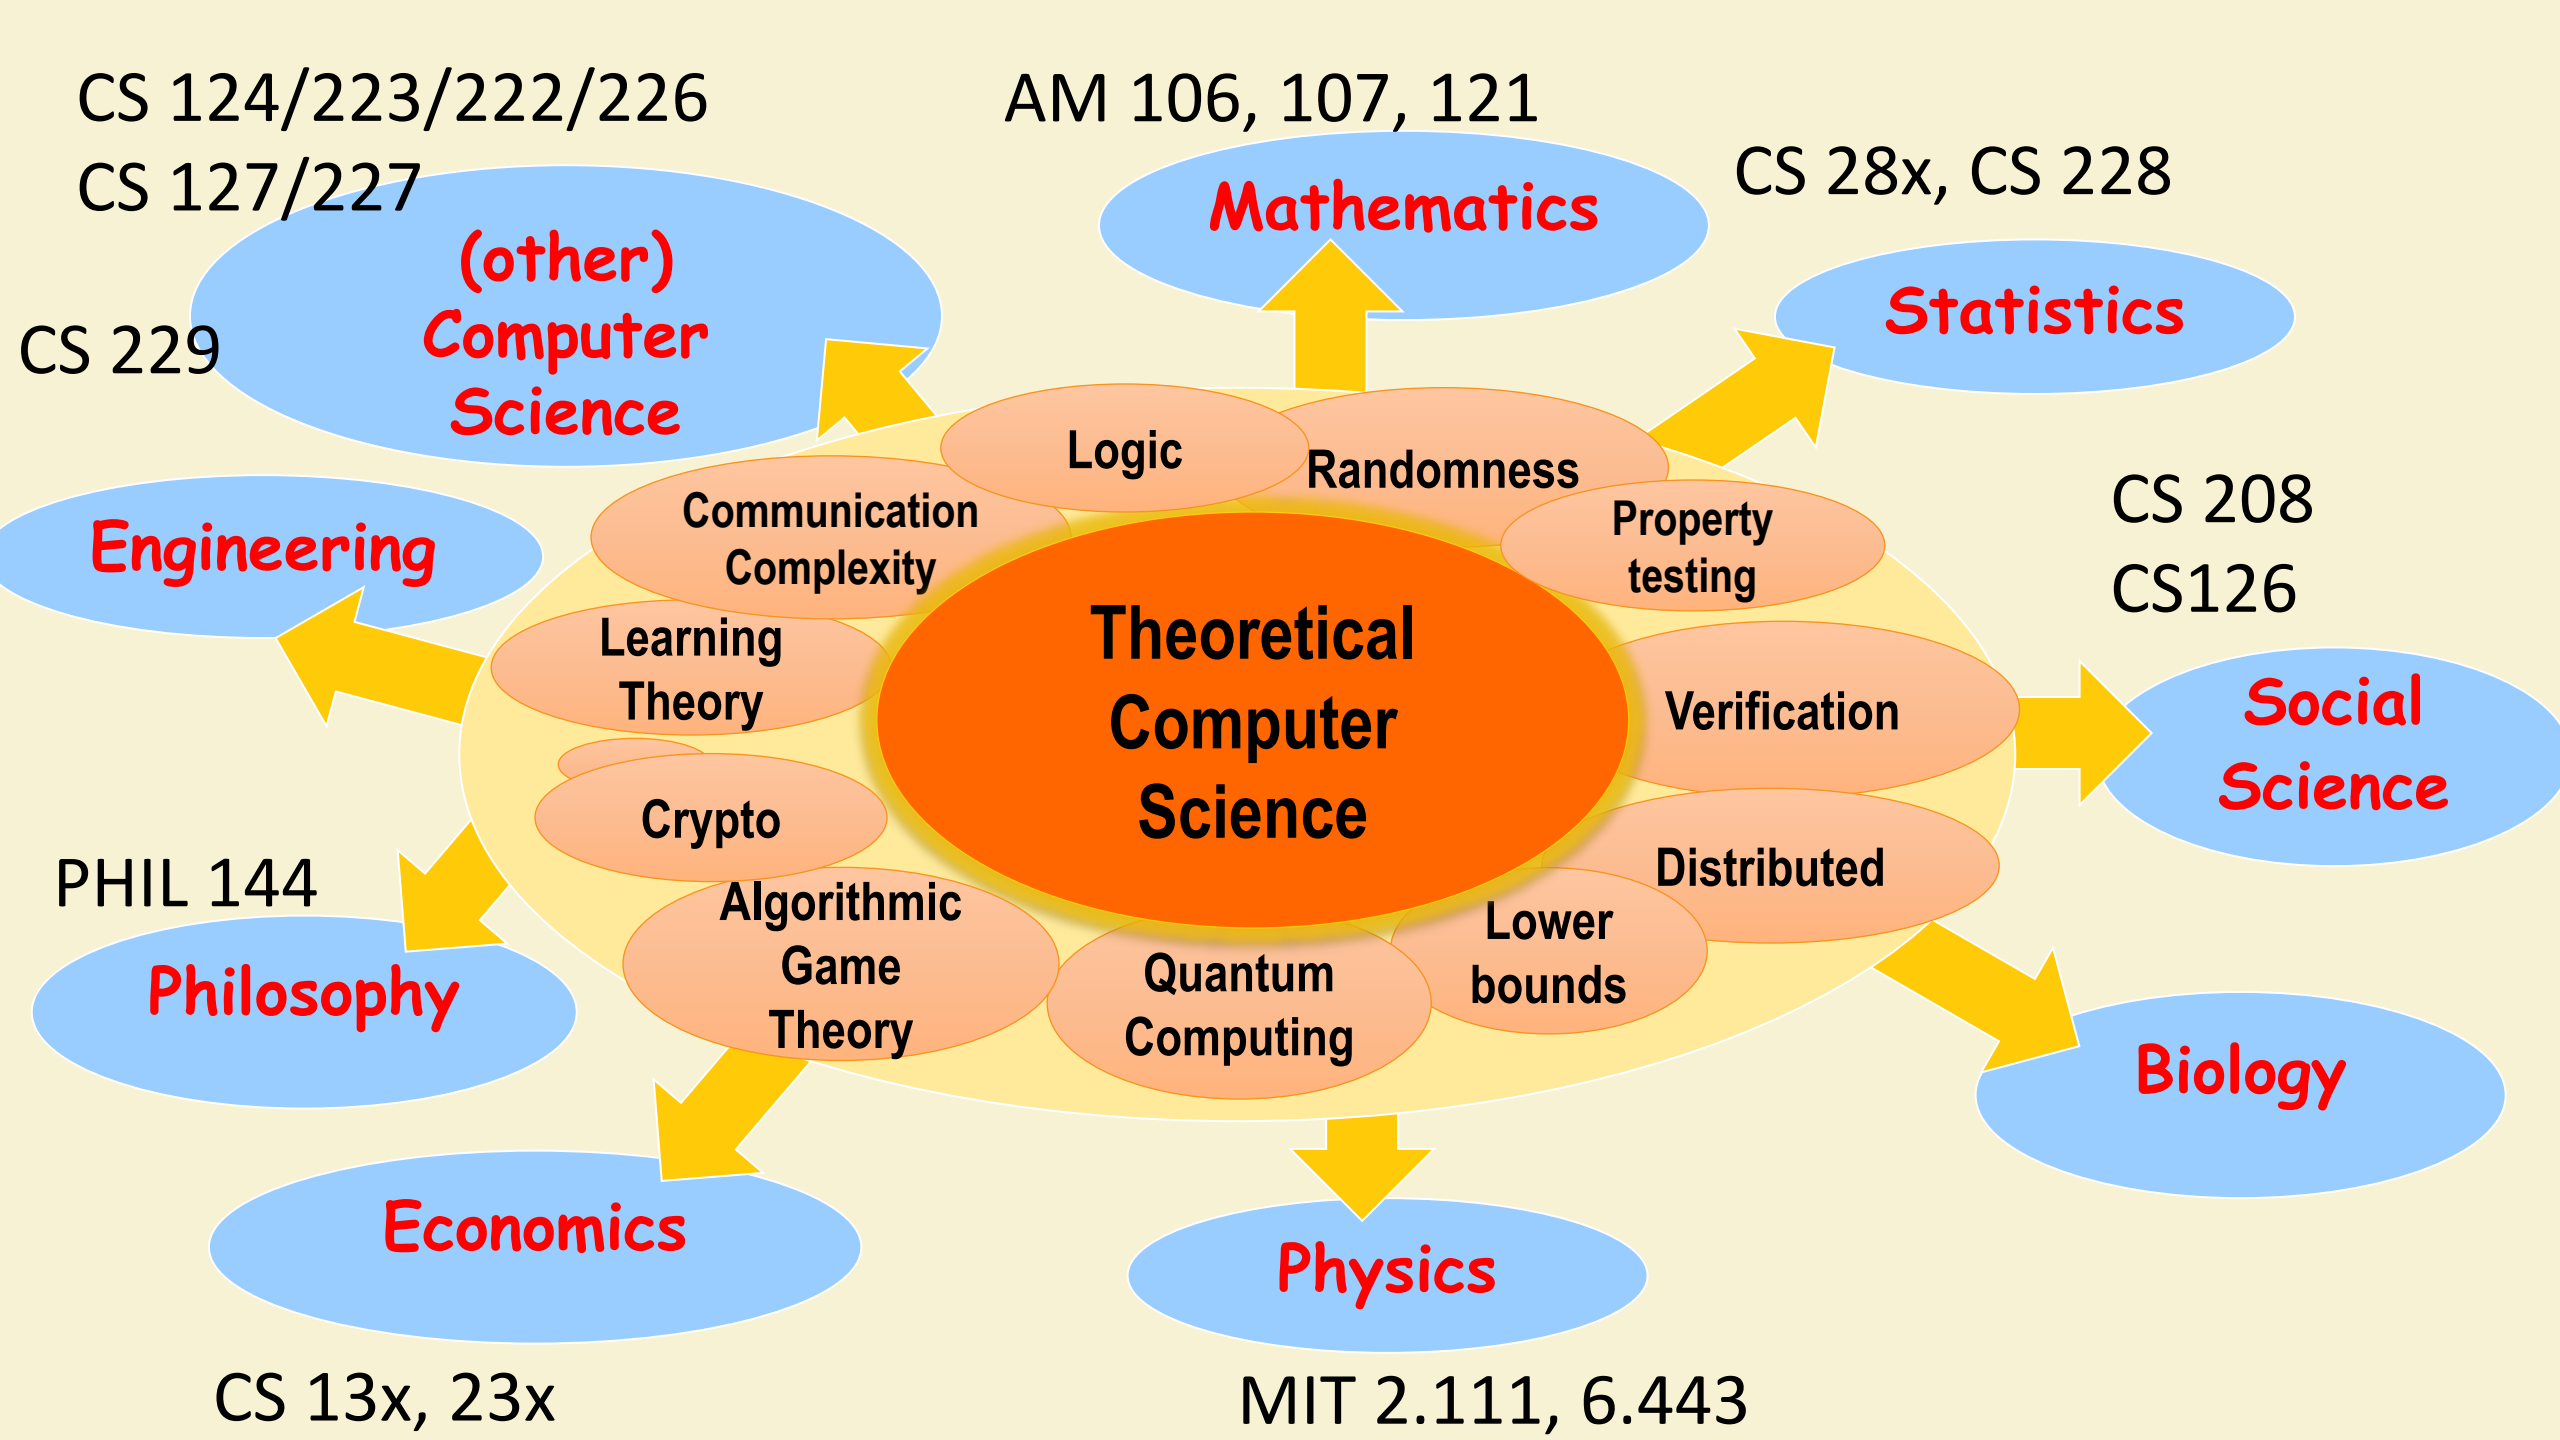 CS 124/223/222/226
CS 127/227
AM 106, 107, 121
CS 28x, CS 228
(other)
Computer
Science
Mathematics
Statistics
CS 229
Engineering
Logic
Randomness
Communication
Complexity
Property
testing
CS 208
CS126
Learning
Theory
Theoretical
Computer
Science
Verification
Social
Science
Crypto
Distributed
PHIL 144
Philosophy
Algorithmic
Game
Theory
Quantum
Computing
Lower
bounds
Biology
Economics
Physics
CS 13x, 23x
MIT 2.111, 6.443